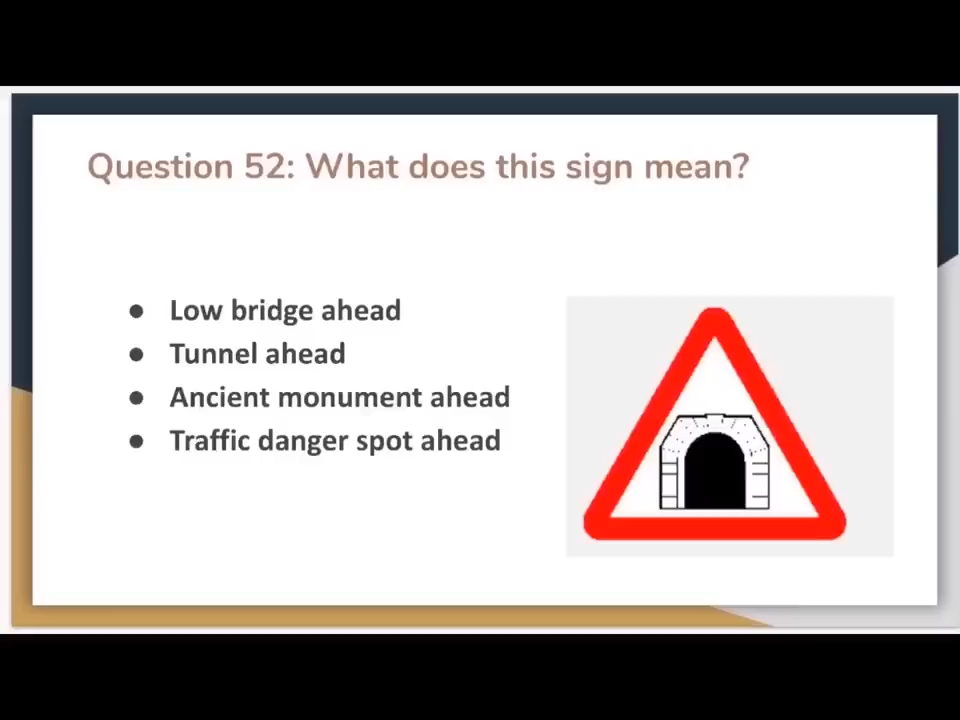 Question 52: What does this sign mean?
● Low bridge ahead
● Tunnel ahead
● Ancient monument ahead
● Traffic danger spot ahead